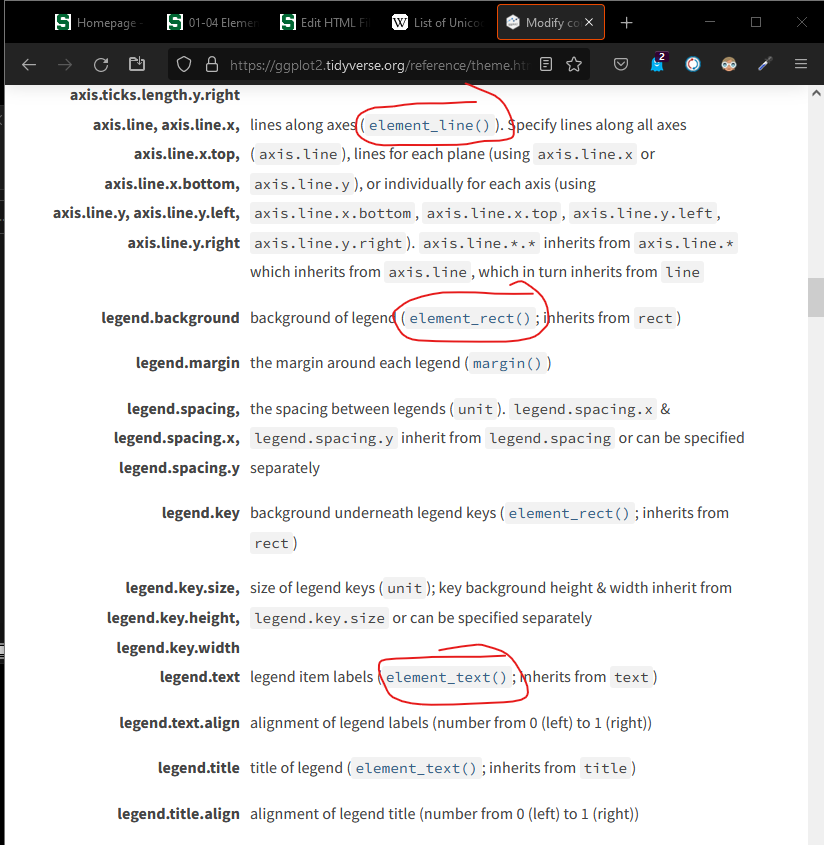 Homepage -
01-04 Elemen
Edit HTML Fi
List of Unico
Modify co
https://ggplot2.tidyverse.org/reference/theme.ht
2
axis.ticks.length.y.right
axis.line, axis.line.x, lines along axes (element_line()). Specify lines along all axes
axis.line.x.top, (axis.line), lines for each plane (using axis.line.x or
axis.line.x.bottom, axis.line.y), or individually for each axis (using
axis.line.y, axis.line.y.left, axis.line.x.bottom, axis.line.x.top, axis.line.y.left,
axis.line.y.right axis.line.y.right). axis.line.*.* inherits from axis.line.*
which inherits from axis.line, which in turn inherits from line
legend.background background of legend (element_rect(); inherits from rect)
legend.margin the margin around each legend (margin())
legend.spacing, the spacing between legends (unit). legend.spacing.x &
legend.spacing.x, legend.spacing.y inherit from legend.spacing or can be specified
legend.spacing.y separately
legend.key background underneath legend keys (element_rect(); inherits from
rect)
legend.key.size, size of legend keys (unit); key background height & width inherit from
legend.key.height, legend.key.size or can be specified separately
legend.key.width
legend.text legend item labels (element_text(); inherits from text)
legend.text.align alignment of legend labels (number from 0 (left) to 1 (right))
legend.title title of legend (element_text(); inherits from title)
legend.title.align alignment of legend title (number from 0 (left) to 1 (right))